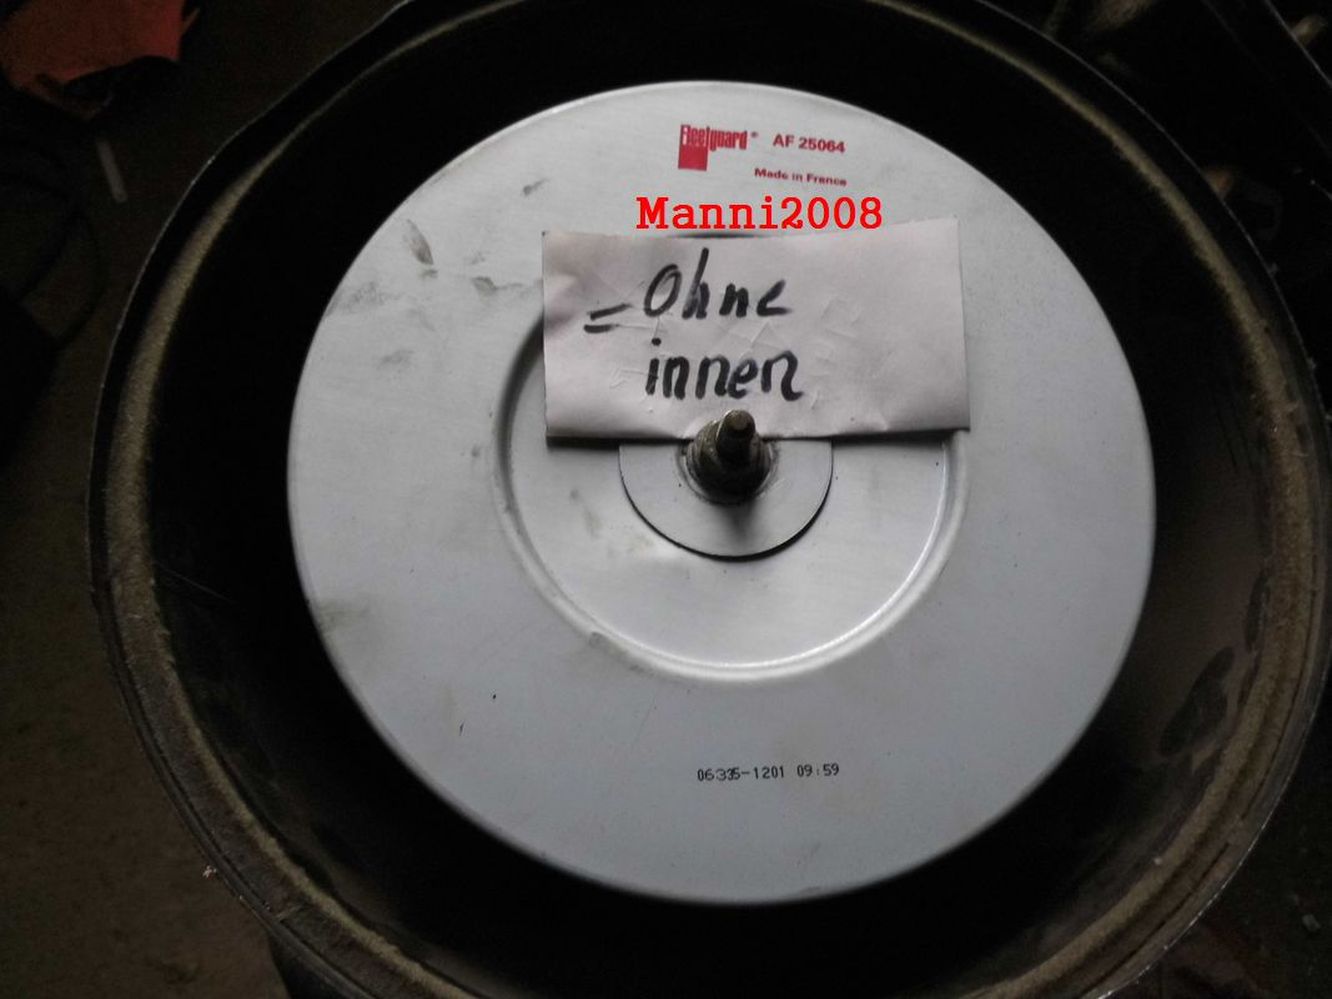 Fleetguard® AF 25064
Made in France
Manni2008
= Ohne
innen
06335-1201 09:59